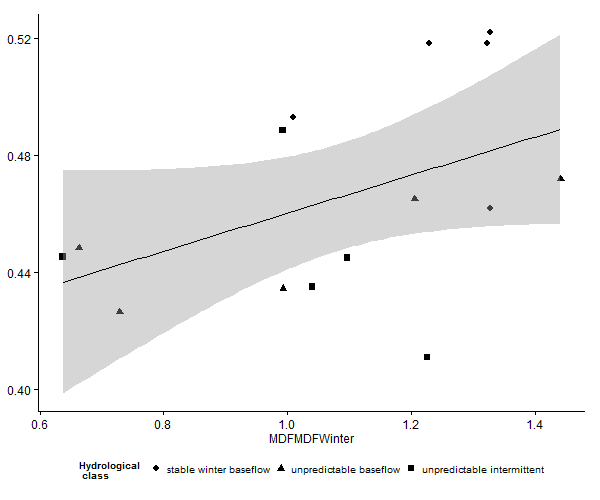 0.52
0.48
0.44
0.40
0.6 0.8 1.0 1.2 1.4
MDFMDFWinter
Hydrological
class
stable winter baseflow unpredictable baseflow unpredictable intermittent